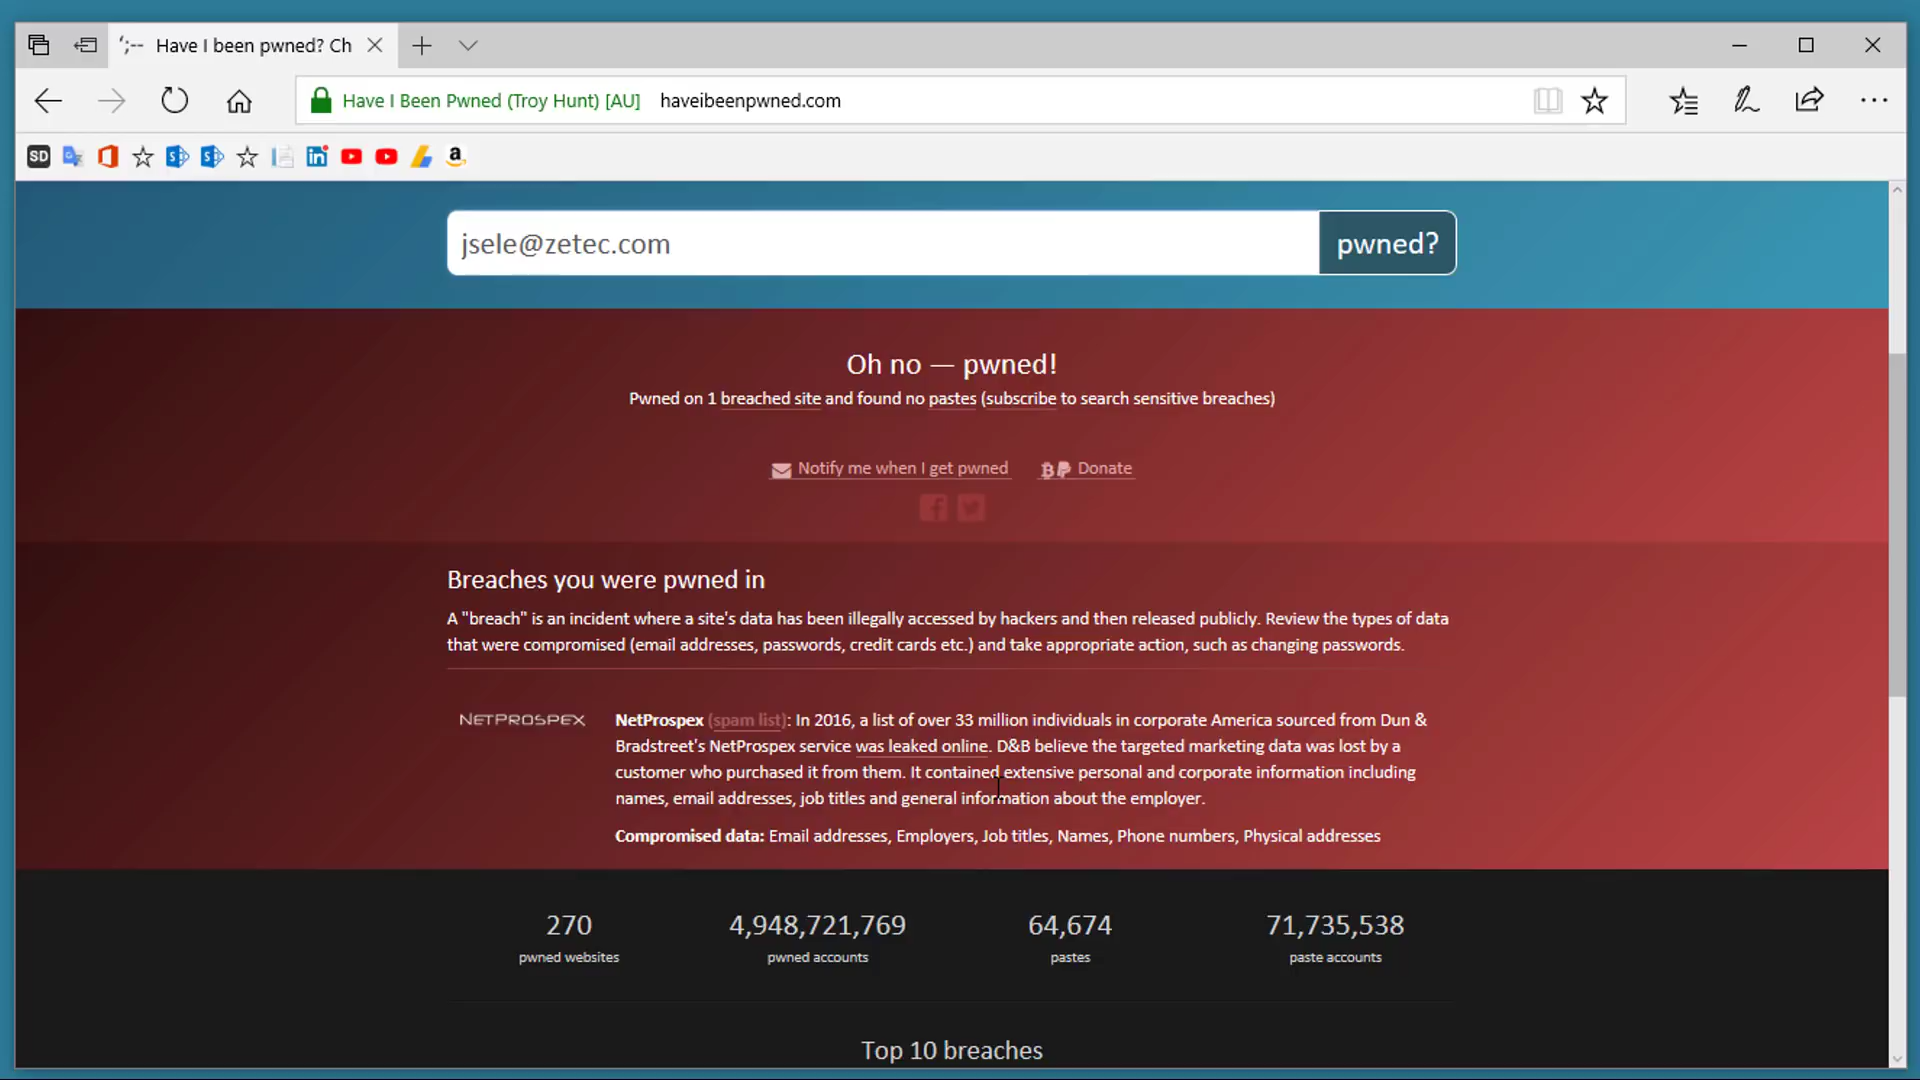 ';-- Have I been pwned? Ch
Have I Been Pwned (Troy Hunt) [AU] haveibeenpwned.com
SD
in
a
jsele@zetec.com
pwned?
Oh no — pwned!
Pwned on 1 breached site and found no pastes (subscribe to search sensitive breaches)
Notify me when I get pwned
Donate
Breaches you were pwned in
A "breach" is an incident where a site's data has been illegally accessed by hackers and then released publicly. Review the types of data
that were compromised (email addresses, passwords, credit cards etc.) and take appropriate action, such as changing passwords.
NETPROSPEX
NetProspex (spam list): In 2016, a list of over 33 million individuals in corporate America sourced from Dun &
Bradstreet's NetProspex service was leaked online. D&B believe the targeted marketing data was lost by a
customer who purchased it from them. It contained extensive personal and corporate information including
names, email addresses, job titles and general information about the employer.
Compromised data: Email addresses, Employers, Job titles, Names, Phone numbers, Physical addresses
270 4,948,721,769 64,674 71,735,538
pwned websites pwned accounts pastes paste accounts
Top 10 breaches